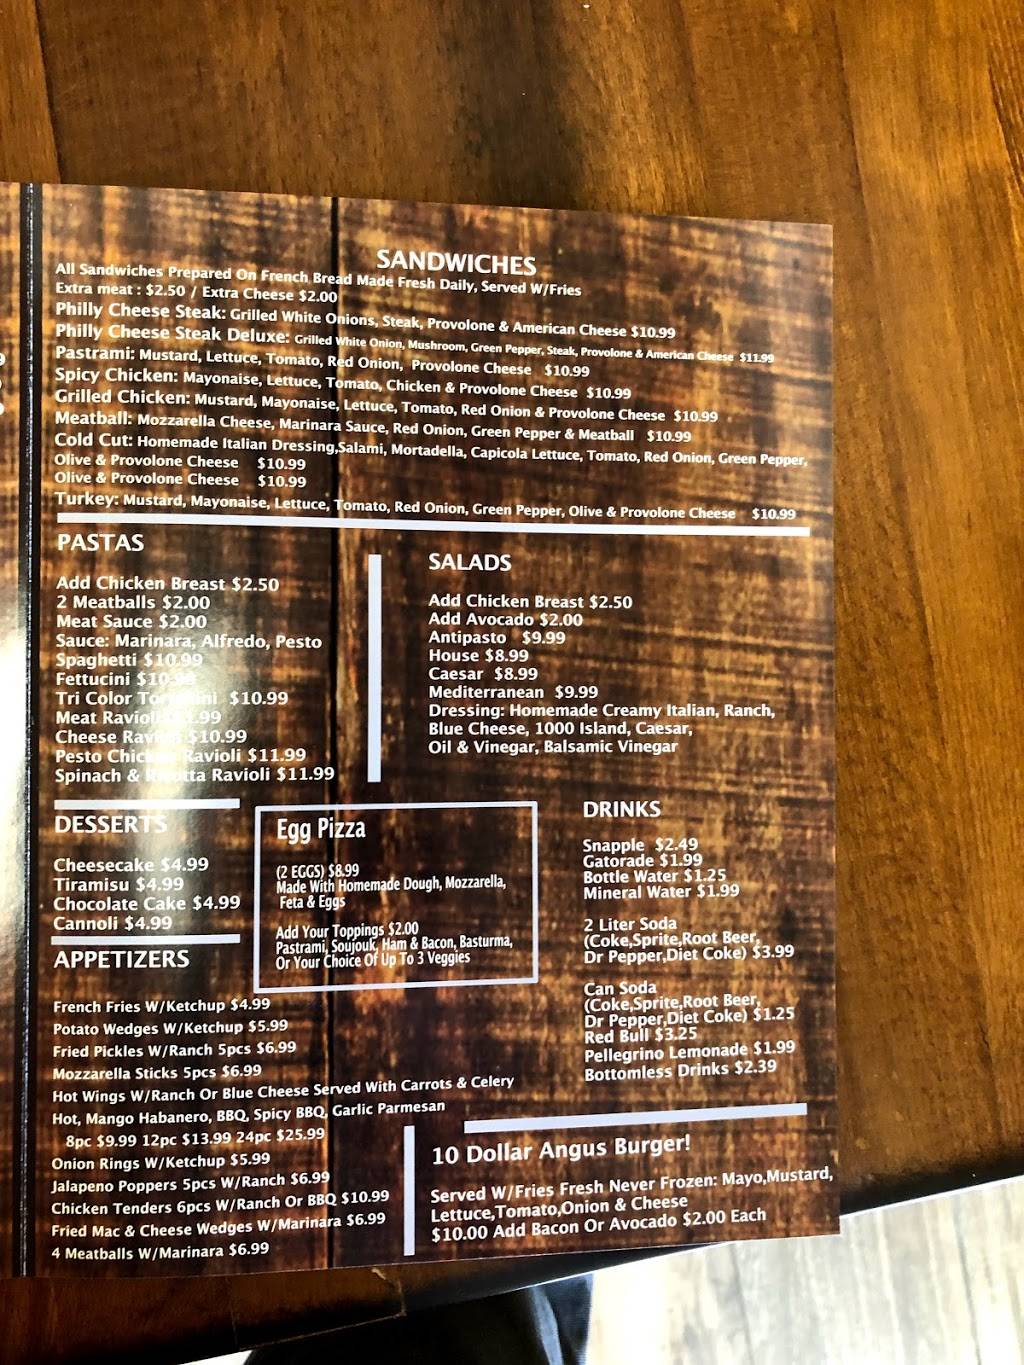 SANDWICHES
All Sandwiches Prepared On French Bread Made Fresh Daily, Served W/Fries
Extra meat : $2.50 / Extra Cheese $2.00
Philly Cheese Steak: Grilled White Onions, Steak, Provolone & American Cheese $10.99
Philly Cheese Steak Deluxe: Grilled White Onion, Mushroom, Green Pepper, Steak, Provolone & American Cheese $11.99
Pastrami: Mustard, Lettuce, Tomato, Red Onion, Provolone Cheese $10.99
Spicy Chicken: Mayonaise, Lettuce, Tomato, Chicken & Provolone Cheese $10.99
Grilled Chicken: Mustard, Mayonaise, Lettuce, Tomato, Red Onion & Provolone Cheese $10.99
Meatball: Mozzarella Cheese, Marinara Sauce, Red Onion, Green Pepper & Meatball $10.99
Cold Cut: Homemade Italian Dressing,Salami, Mortadella, Capicola Lettuce, Tomato, Red Onion, Green Pepper,
Olive & Provolone Cheese $10.99
Olive & Provolone Cheese $10.99
Turkey: Mustard, Mayonaise, Lettuce, Tomato, Red Onion, Green Pepper, Olive & Provolone Cheese $10.99
PASTAS
Add Chicken Breast $2.50
2 Meatballs $2.00
Meat Sauce $2.00
Sauce: Marinara, Alfredo, Pesto
Spaghetti $10.99
Fettucini
Tri Color $10.99
Meat
Cheese $10.99
Pesto Ravioli $11.99
Spinach & Ravioli $11.99
SALADS
Add Chicken Breast $2.50
Add Avocado $2.00
Antipasto $9.99
House $8.99
Caesar $8.99
Mediterranean $9.99
Dressing: Homemade Creamy Italian, Ranch,
Blue Cheese, 1000 Island, Caesar,
Oil & Vinegar, Balsamic Vinegar
DESSERTS
Cheesecake $4.99
Tiramisu $4.99
Chocolate Cake $4.99
Cannoli $4.99
Egg Pizza
(2 EGGS) $8.99
Made With Homemade Dough, Mozzarella,
Feta & Eggs
Add Your Toppings $2.00
Pastrami, Soujouk, Ham & Bacon, Basturma,
Or Your Choice Of Up To 3 Veggies
DRINKS
Snapple $2.49
Gatorade $1.99
Bottle Water $1.25
Mineral Water $1.99
2 Liter Soda
(Coke,Sprite,Root Beer,
Dr Pepper,Diet Coke) $3.99
Can Soda
(Coke,Sprite,Root Beer,
Dr Pepper,Diet Coke) $1.25
Red Bull $3.25
Pellegrino Lemonade $1.99
Bottomless Drinks $2.39
APPETIZERS
French Fries W/Ketchup $4.99
Potato Wedges W/Ketchup $5.99
Fried Pickles W/Ranch 5pcs $6.99
Mozzarella Sticks 5pcs $6.99
Hot Wings W/Ranch Or Blue Cheese Served With Carrots & Celery
Hot, Mango Habanero, BBQ, Spicy BBQ, Garlic Parmesan
8pc $9.99 12pc $13.99 24pc $25.99
Onion Rings W/Ketchup $5.99
Jalapeno Poppers 5pcs W/Ranch $6.99
Chicken Tenders 6pcs W/Ranch Or BBQ $10.99
Fried Mac & Cheese Wedges W/Marinara $6.99
4 Meatballs W/Marinara $6.99
10 Dollar Angus Burger!
Served W/Fries Fresh Never Frozen: Mayo,Mustard,
Lettuce,Tomato,Onion & Cheese
$10.00 Add Bacon Or Avocado $2.00 Each